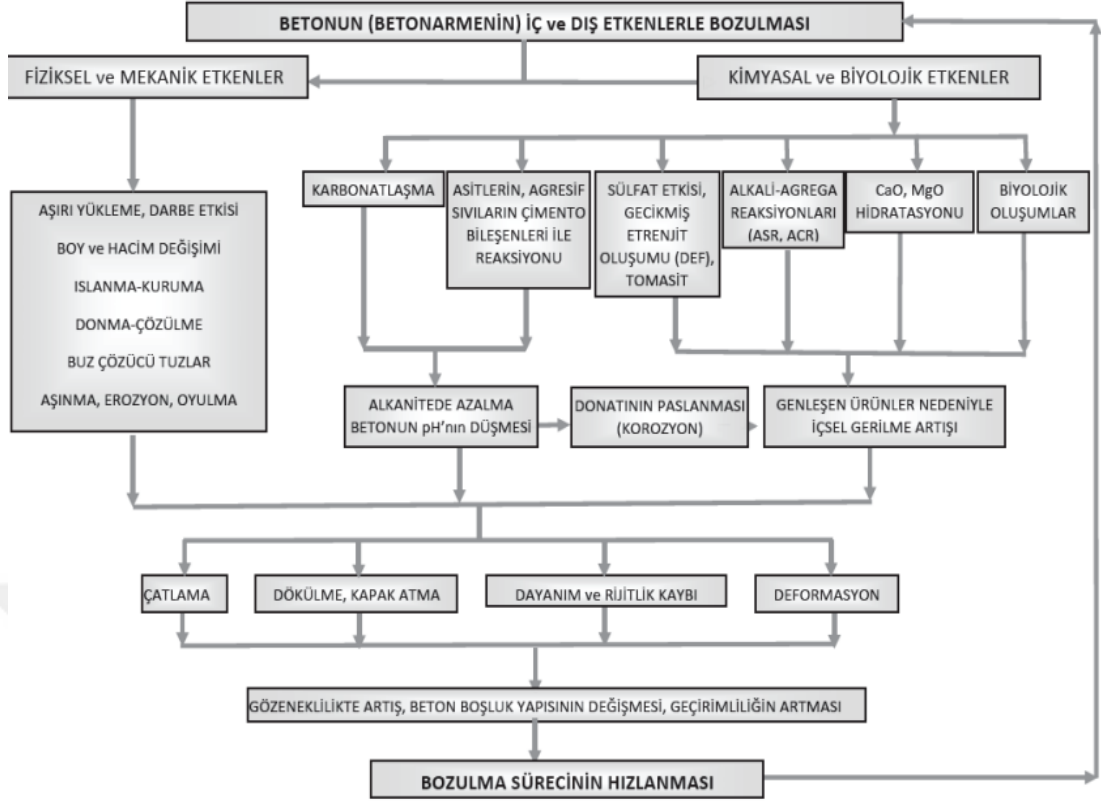 BETONUN (BETONARMENİN) İÇ ve DIŞ ETKENLERLE BOZULMASI
FİZİKSEL ve MEKANİK ETKENLER
KİMYASAL ve BİYOLOJİK ETKENLER
AŞIRI YÜKLEME, DARBE ETKİSİ
BOY ve HACİM DEĞİŞİMİ
ISLANMA-KURUMA
DONMA-ÇÖZÜLME
BUZ ÇÖZÜCÜ TUZLAR
AŞINMA, EROZYON, OYULMA
KARBONATLAŞMA
ASİTLERİN, AGRESİF
SIVILARIN ÇİMENTO
BİLEŞENLERİ İLE
REAKSİYONU
SÜLFAT ETKİSİ,
GECİKMİŞ
ETRENJİT
OLUŞUMU (DEF),
TOMASİT
ALKALİ-AGREGA
REAKSİYONLARI
(ASR, ACR)
CaO, MgO
HİDRATASYONU
BİYOLOJİK
OLUŞUMLAR
ALKANİTEDE AZALMA
BETONUN pH'nın DÜŞMESİ
DONATININ PASLANMASI
(KOROZYON)
GENLEŞEN ÜRÜNLER NEDENİYLE
İÇSEL GERİLME ARTIŞI
ÇATLAMA
DÖKÜLME, KAPAK ATMA
DAYANIM ve RİJİTLİK KAYBI
DEFORMASYON
GÖZENEKLİLİKTE ARTIŞ, BETON BOŞLUK YAPISININ DEĞİŞMESİ, GEÇİRİMLİLİĞİN ARTMASI
BOZULMA SÜRECİNİN HIZLANMASI